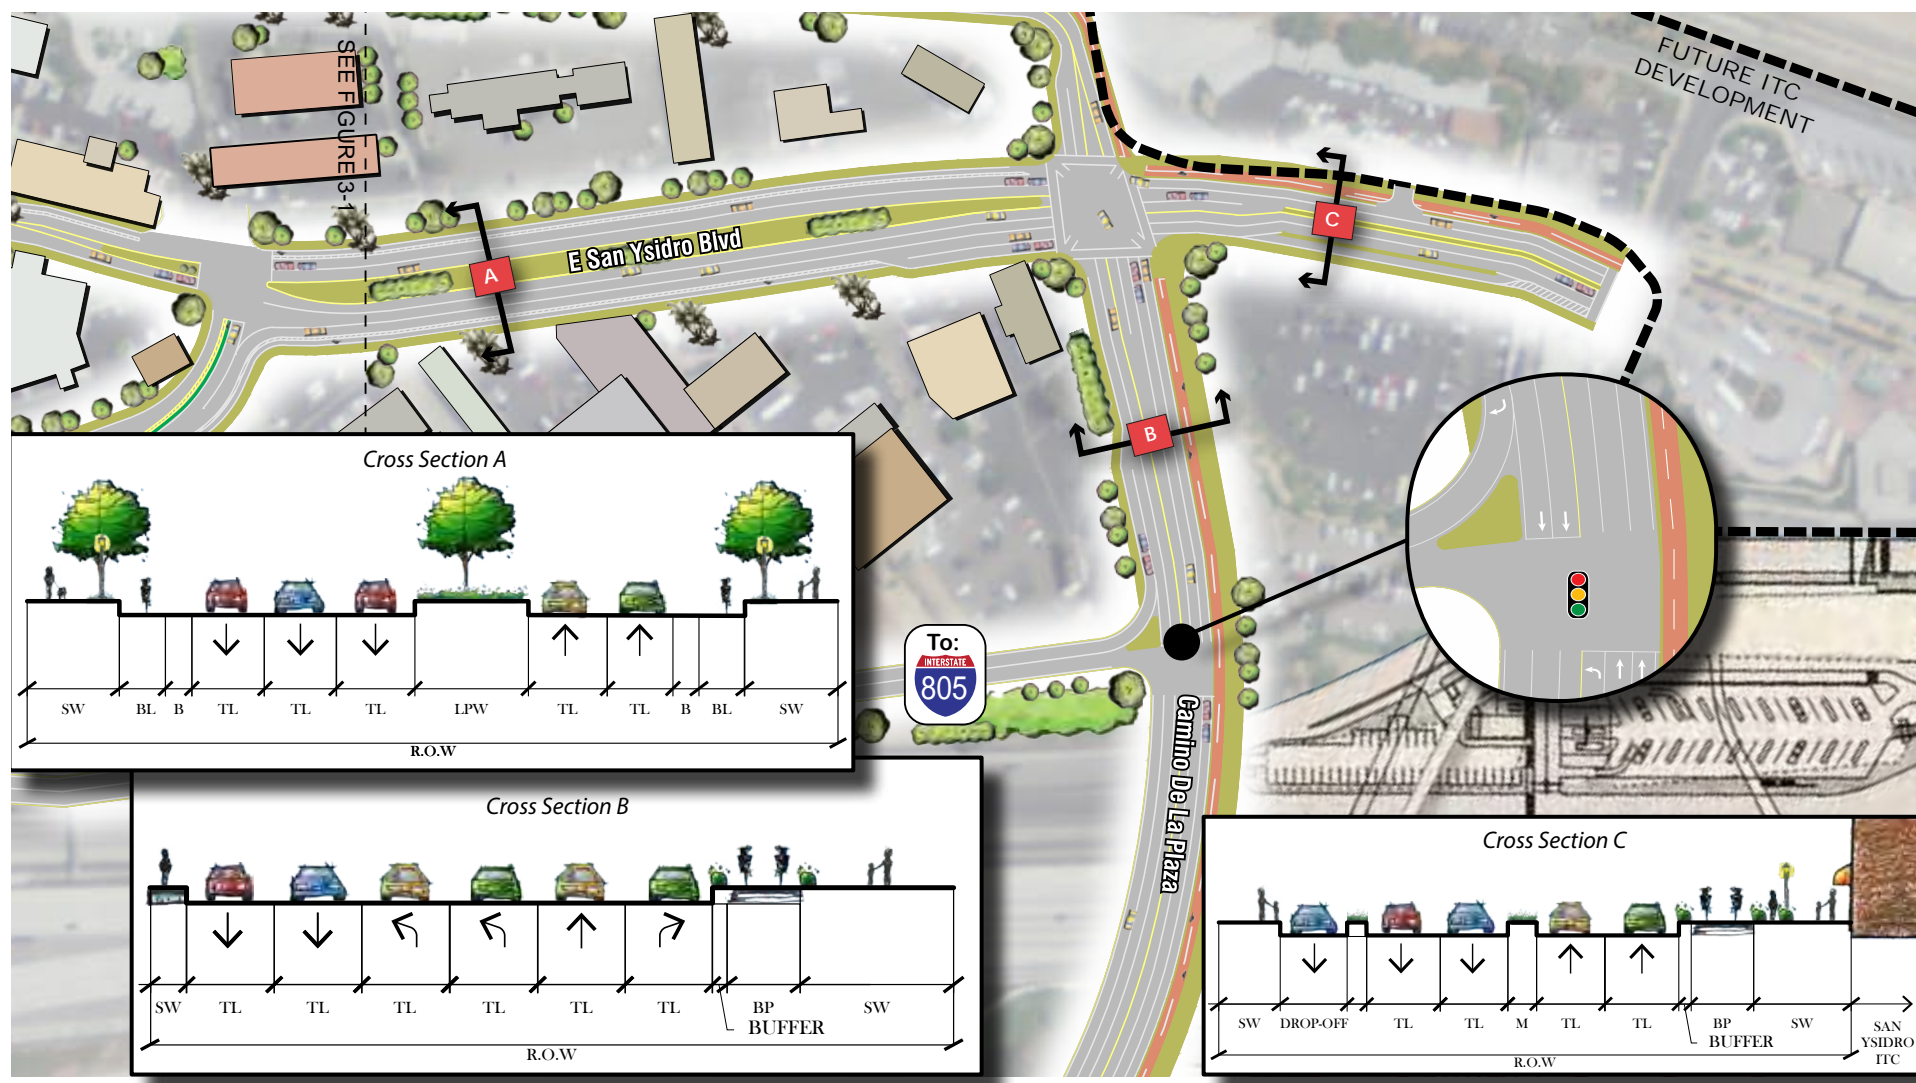 SEE FIGURE 3-1
FUTURE ITC
DEVELOPMENT
E San Ysidro Blvd
A
B
C
To:
INTERSTATE
805
Camino De La Plaza
Cross Section A
SW BL B TL TL TL LPW TL TL B BL SW
R.O.W
Cross Section B
SW TL TL TL TL TL TL BP SW
BUFFER
R.O.W
Cross Section C
SW DROP-OFF TL TL M TL TL BP SW SAN
YSIDRO
ITC
BUFFER
R.O.W